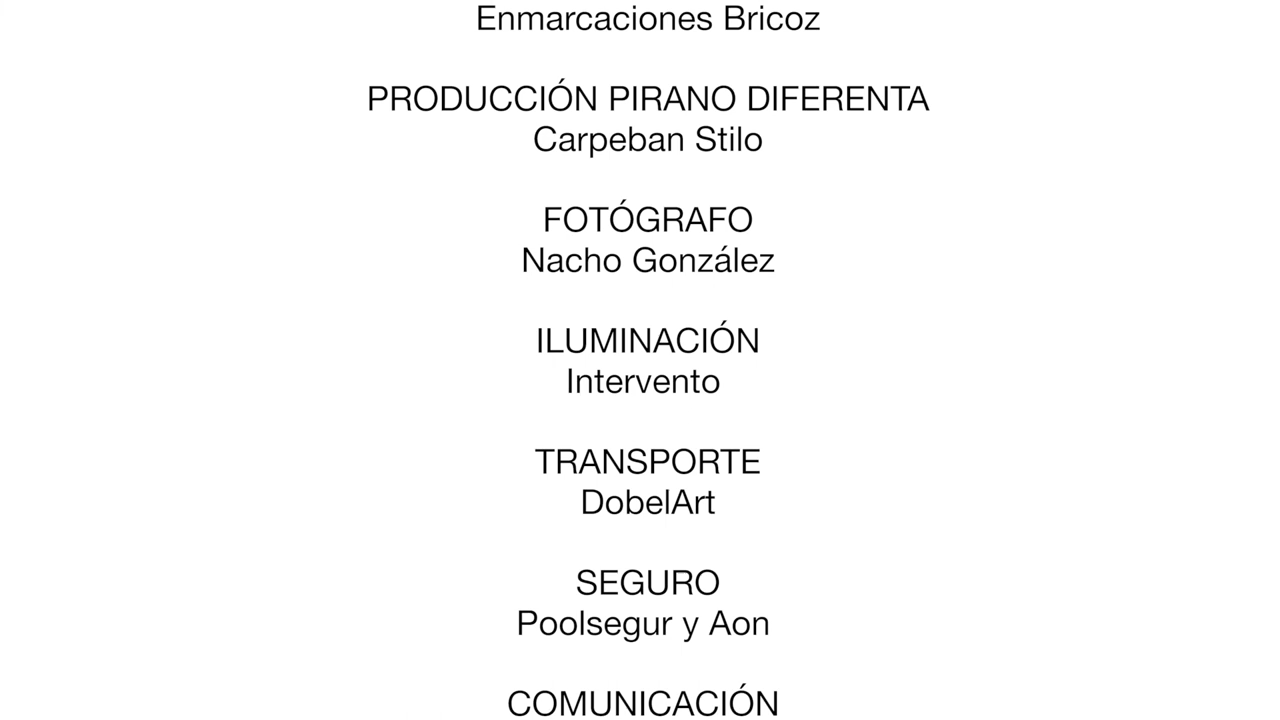 Enmarcaciones Bricoz
PRODUCCIÓN PIRANO DIFERENTA
Carpeban Stilo
FOTÓGRAFO
Nacho González
ILUMINACIÓN
Intervento
TRANSPORTE
DobelArt
SEGURO
Poolsegur y Aon
COMUNICACIÓN